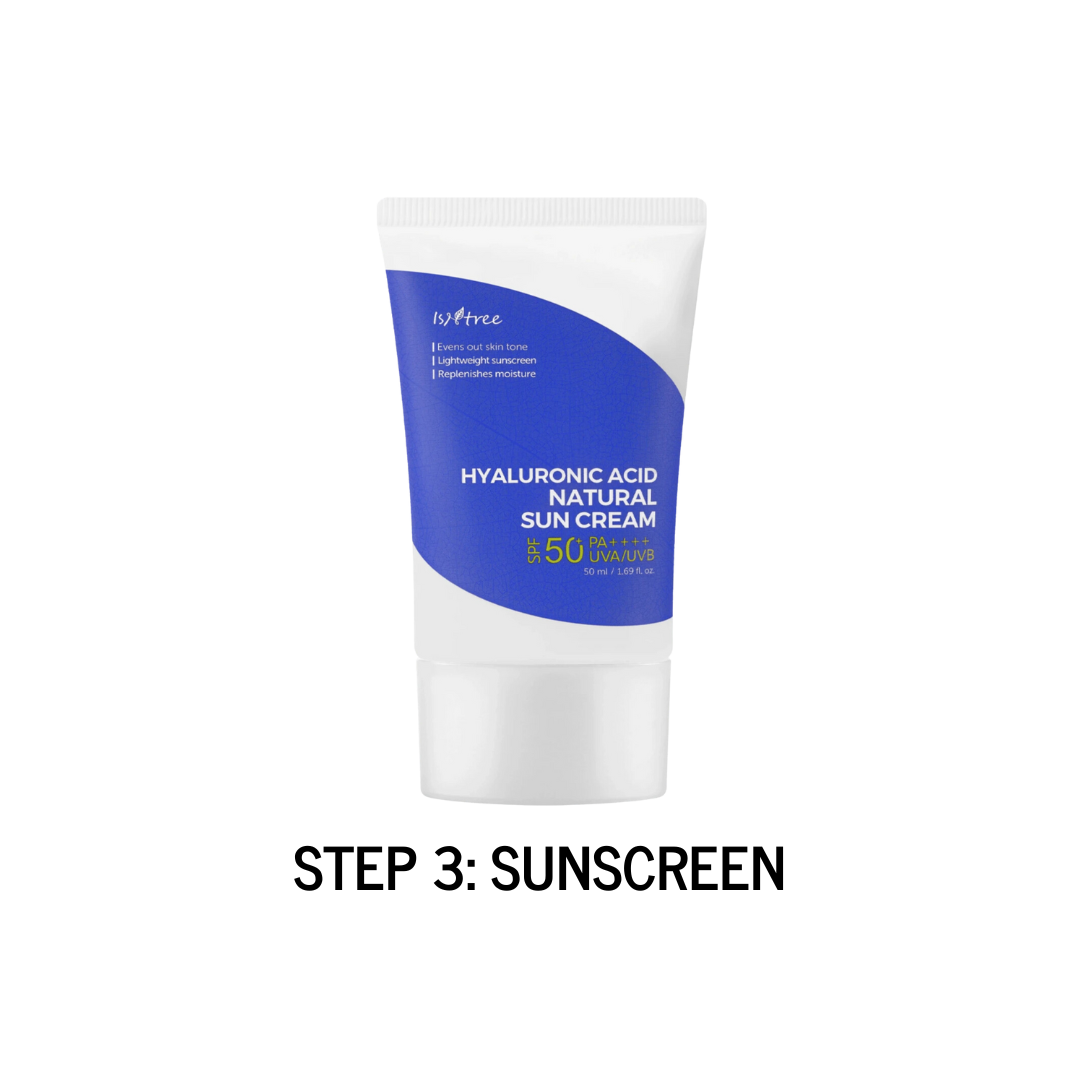 Isntree
Evens out skin tone
Lightweight sunscreen
Replenishes moisture
HYALURONIC ACID
NATURAL
SUN CREAM
SPF 50+ PA++++
UVA/UVB
50 ml / 1.69 fl. oz.
STEP 3: SUNSCREEN